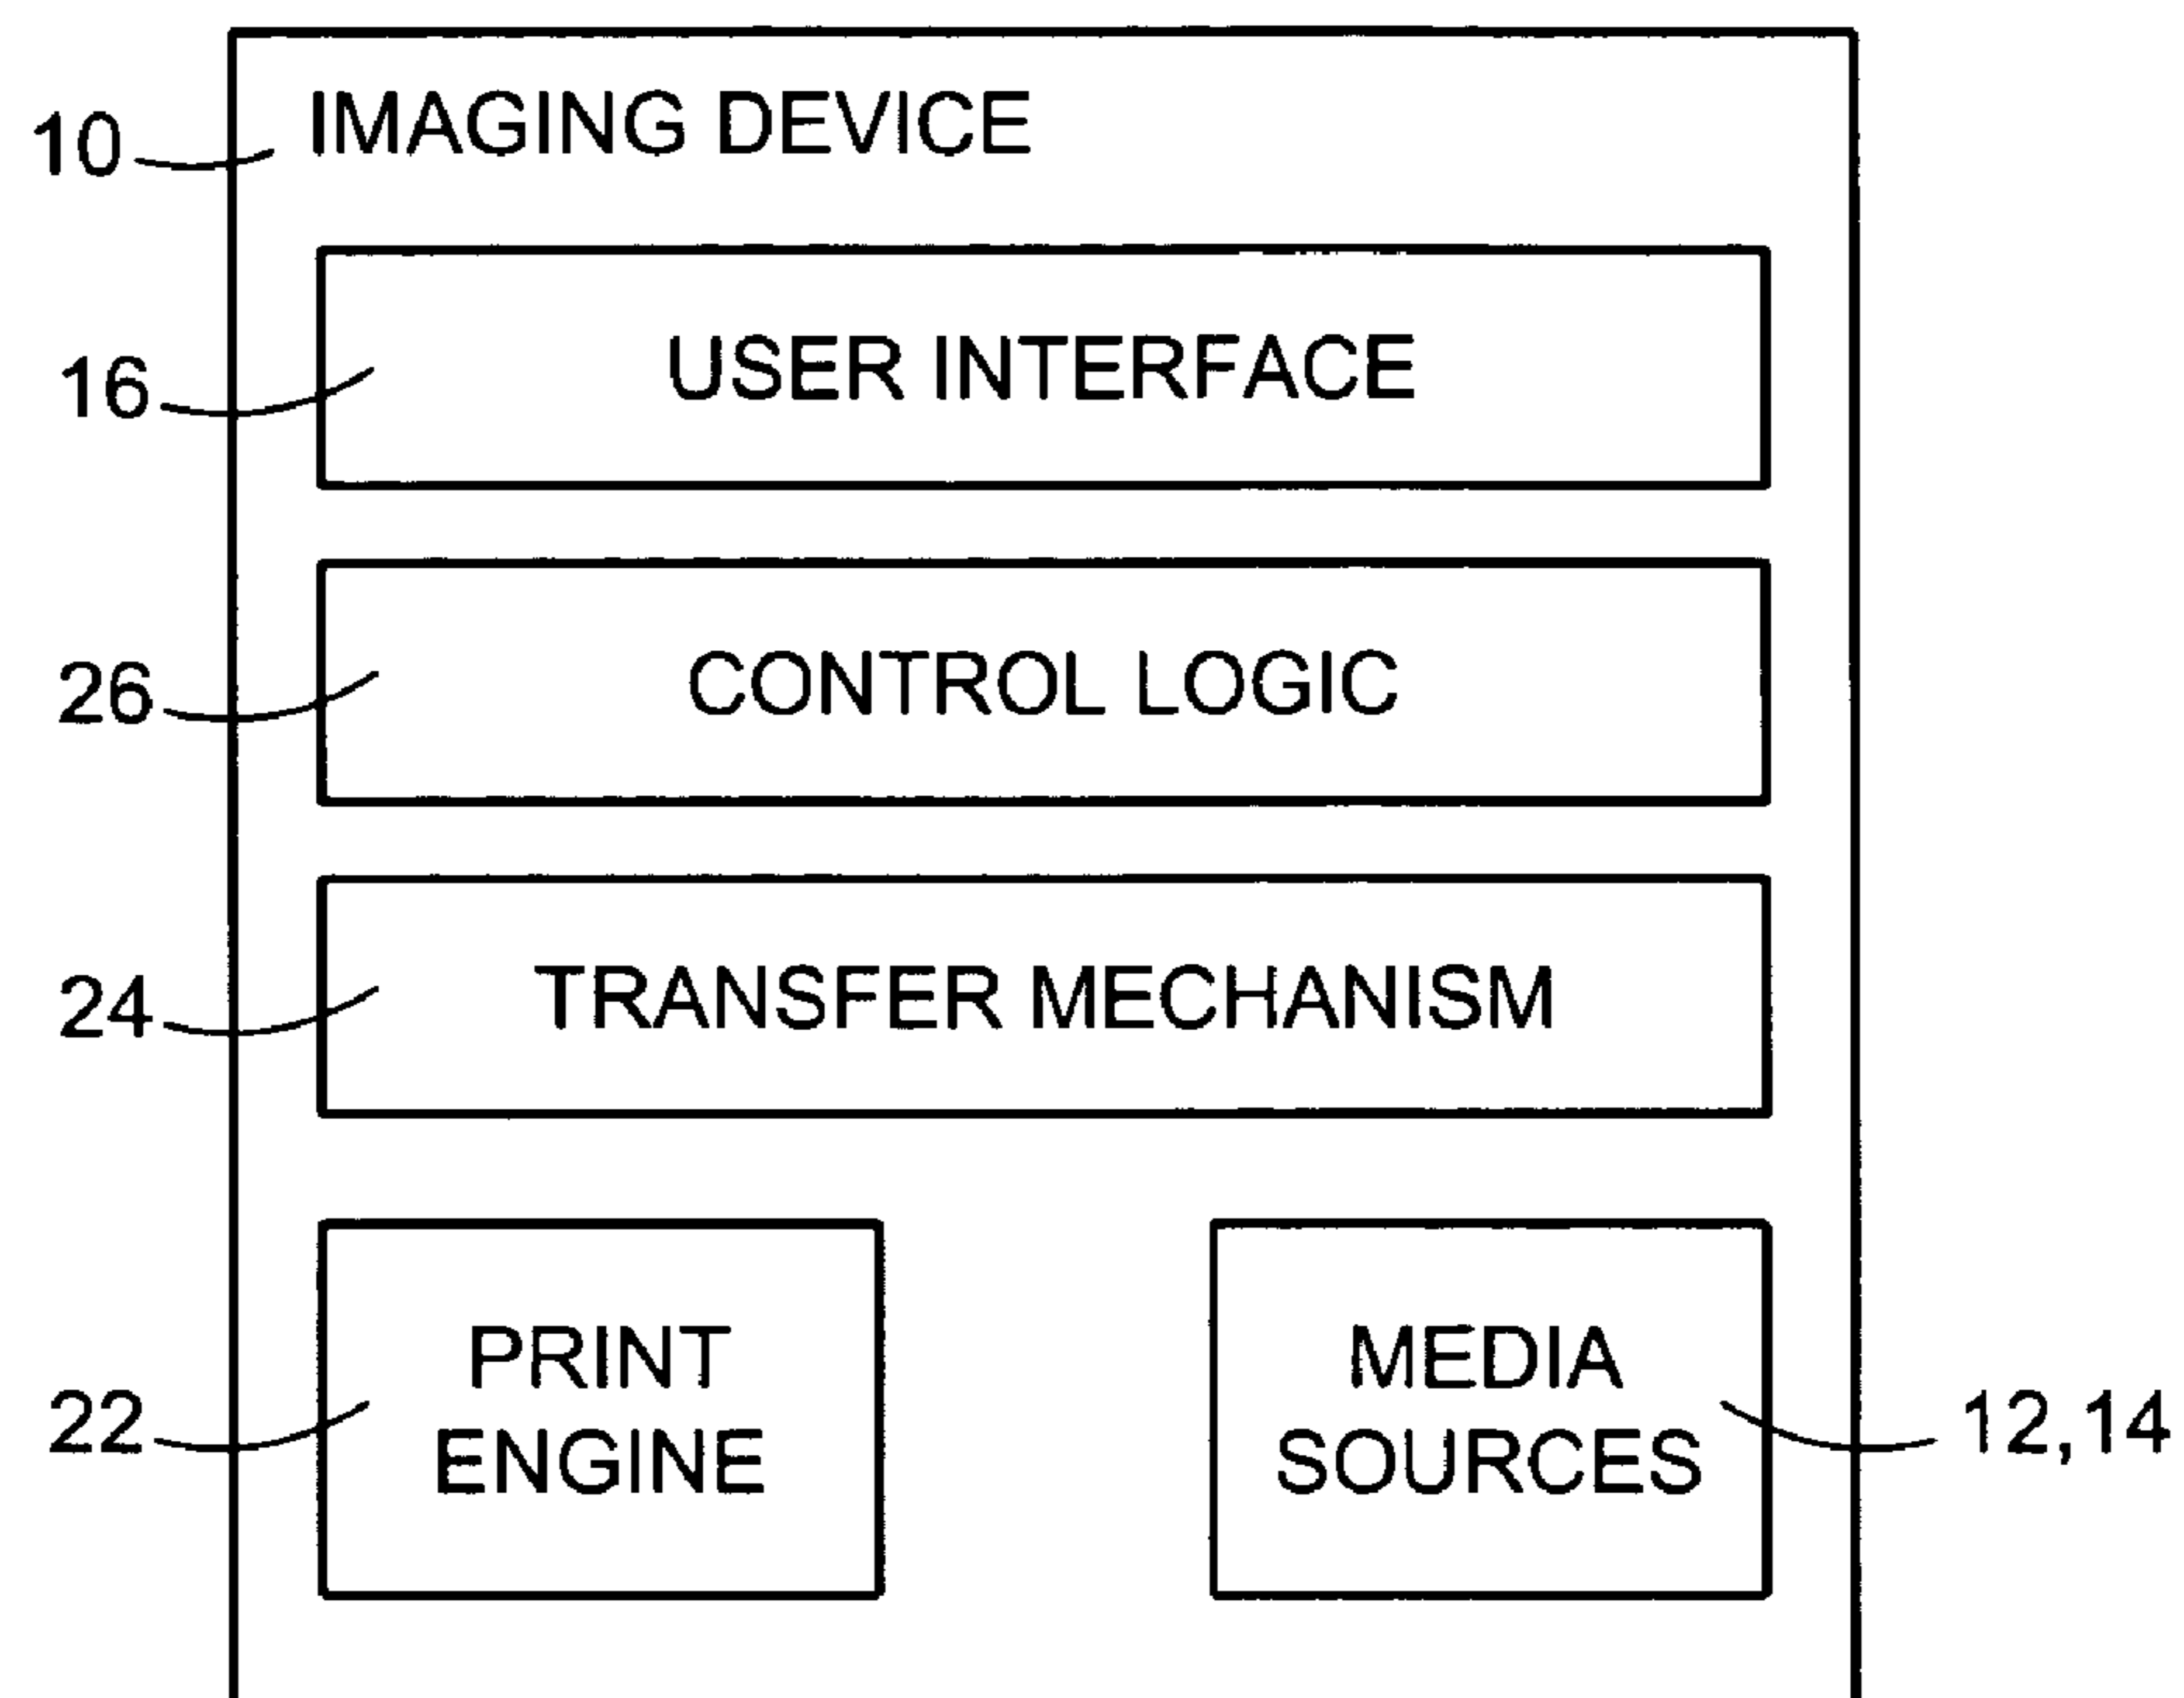 10 IMAGING DEVICE
16 USER INTERFACE
26 CONTROL LOGIC
24 TRANSFER MECHANISM
PRINT
ENGINE
22
MEDIA
SOURCES
12,14